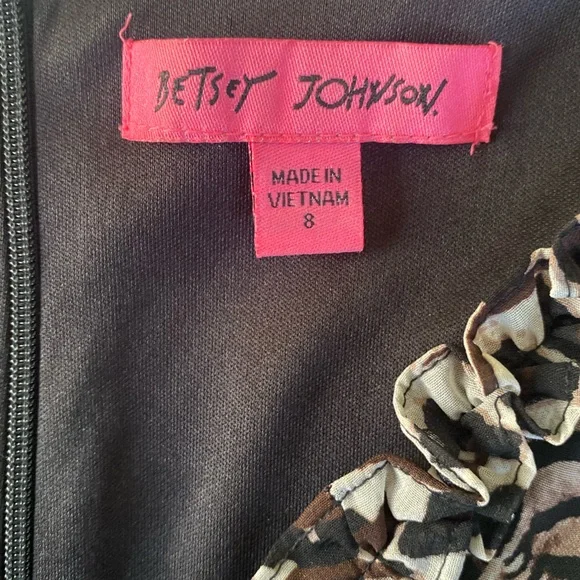 BETSEY JOHNSON.
MADE IN
VIETNAM
8